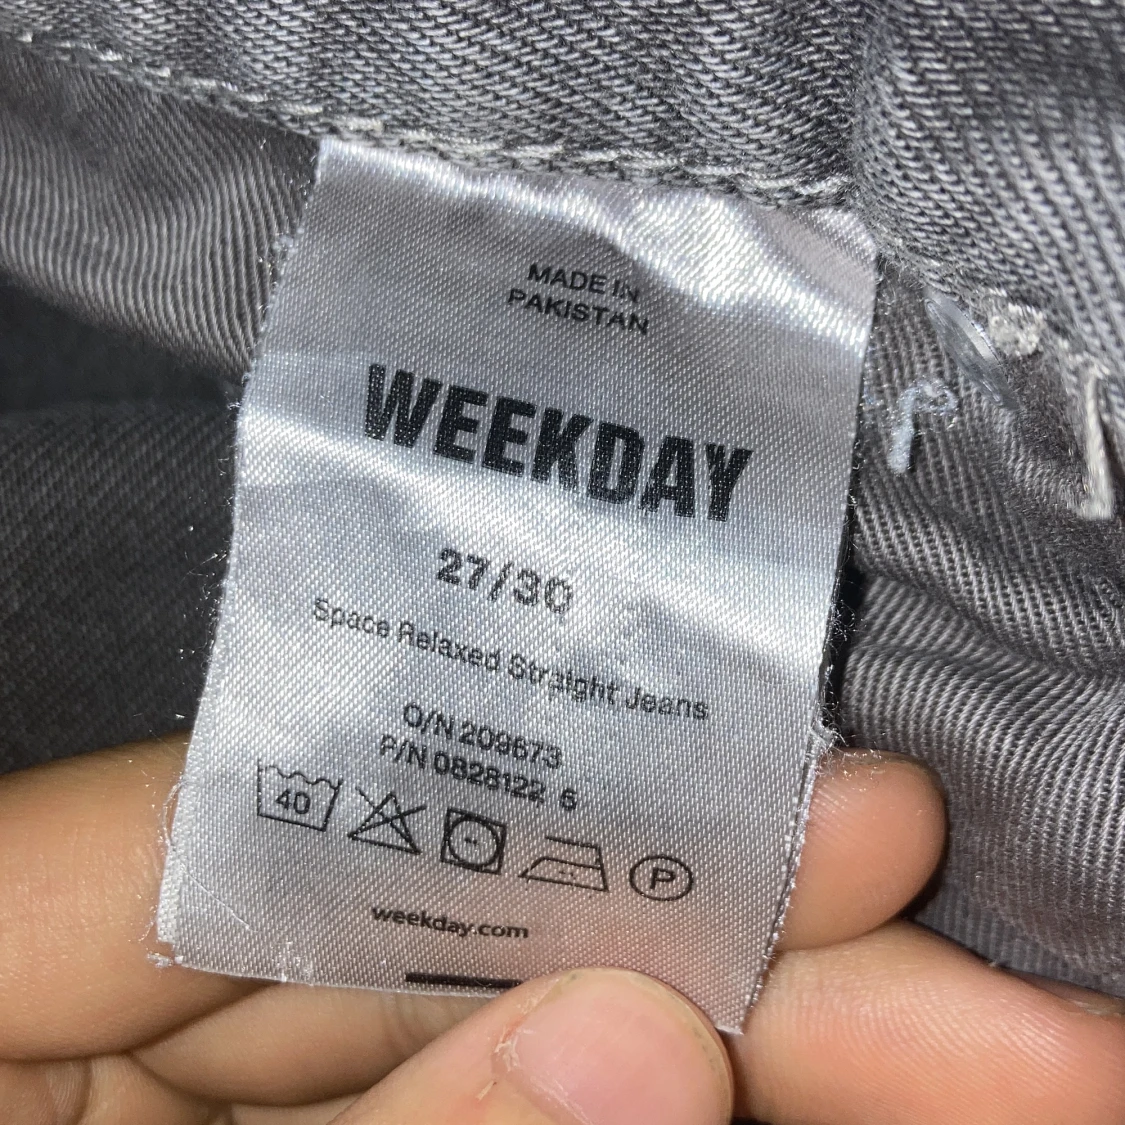 MADE IN
PAKISTAN
WEEKDAY
27/30
Space Relaxed Straight Jeans
O/N 209673
P/N 0828122 6
40
P
weekday.com